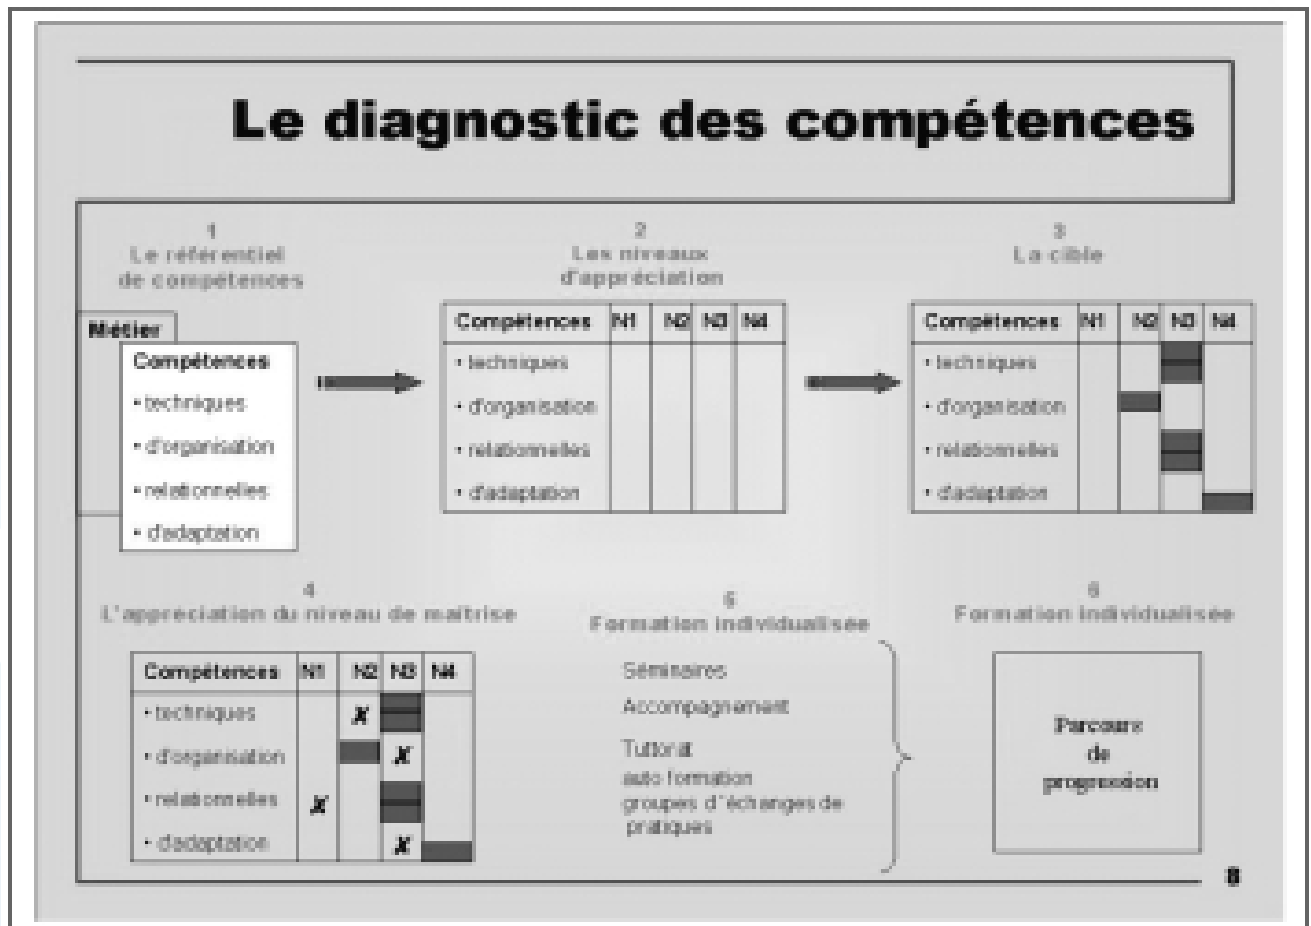 Le diagnostic des compétences
1
Le référentiel
de compétences
Métier
Compétences
• techniques
• d'organisation
• relationnelles
• d'adaptation
2
Les niveaux
d'appréciation
Compétences N1 N2 N3 N4
• techniques
• d'organisation
• relationnelles
• d'adaptation
3
La cible
Compétences N1 N2 N3 N4
• techniques
• d'organisation
• relationnelles
• d'adaptation
4
L'appréciation du niveau de maîtrise
Compétences N1 N2 N3 N4
• techniques x
• d'organisation x
• relationnelles x
• d'adaptation x
5
Formation individualisée
Séminaires
Accompagnement
Tuttorat
auto formation
groupes d'échanges de
pratiques
6
Formation individualisée
Parcours
de
progression
8